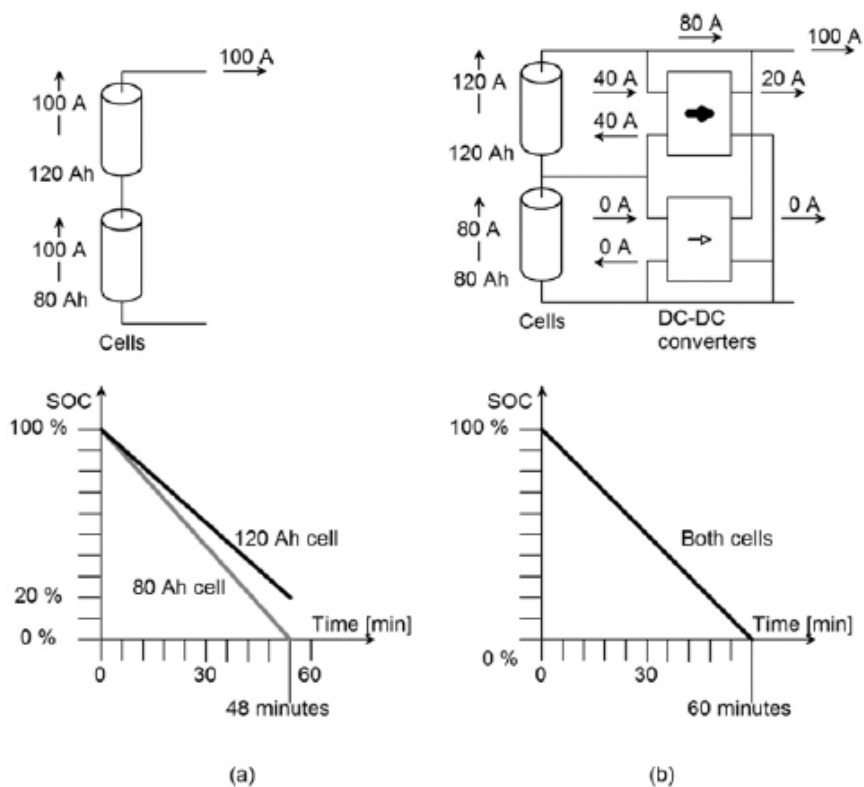 100 A
100 A
120 Ah
100 A
80 Ah
Cells
80 A
100 A
120 A
40 A
20 A
40 A
120 Ah
0 A
0 A
80 A
0 A
80 Ah
Cells
DC-DC
converters
SOC
100 %
120 Ah cell
80 Ah cell
20 %
Time [min]
0 %
0
30
60
48 minutes
SOC
100 %
Both cells
Time [min]
0 %
0
30
60 minutes
(a)
(b)